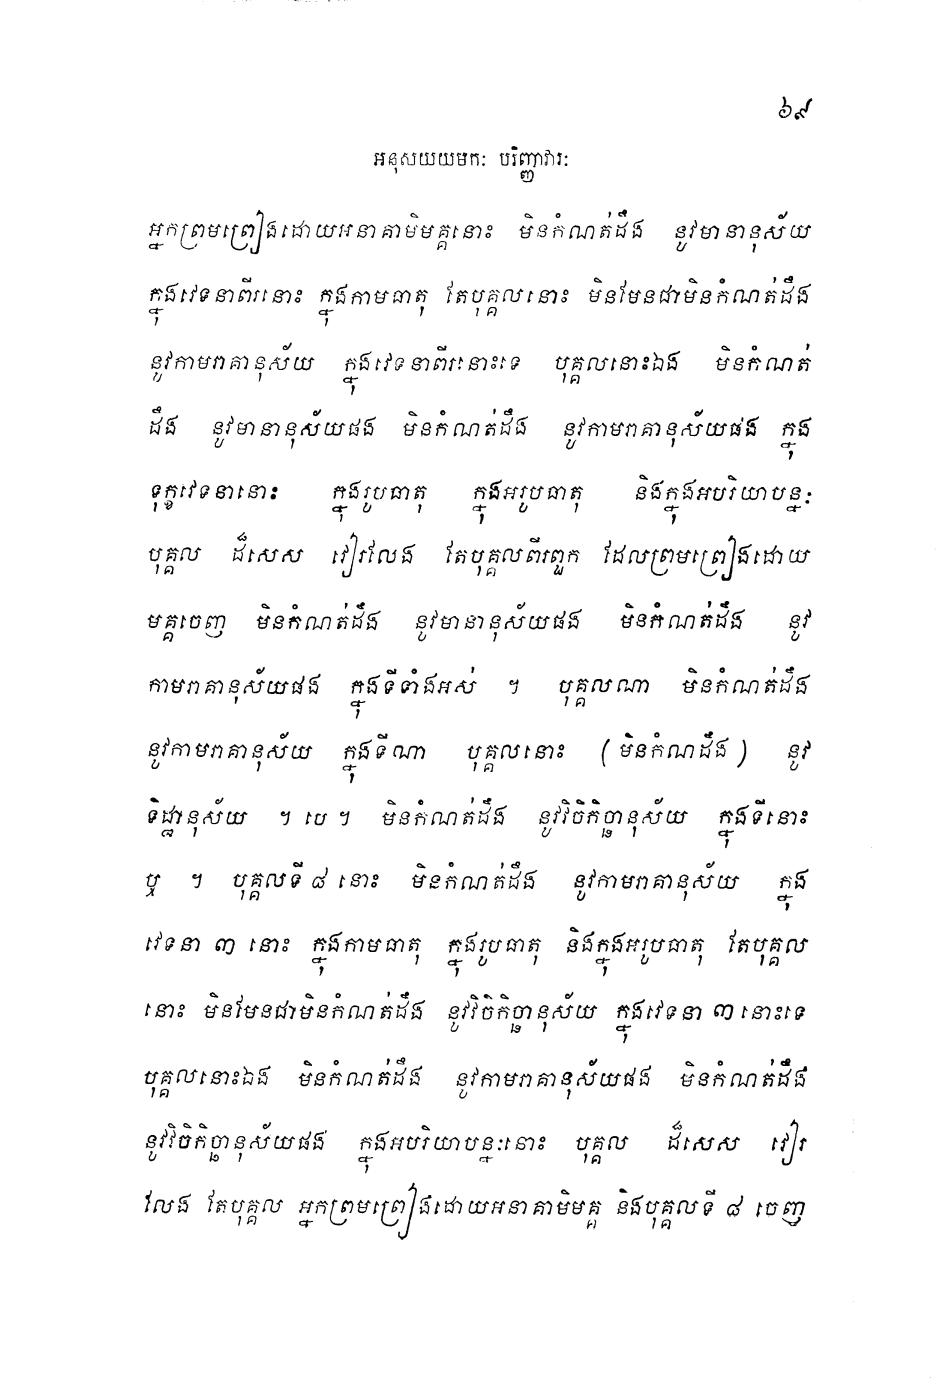 ៦៩
អនុសយយមកៈ បរិញ្ញាវារៈ
អ្នកព្រមព្រៀងដោយអនាគាមិមគ្គនោះ មិនកំណត់ដឹង នូវមានានុស័យ
ក្នុងវេទនាពីរនោះ ក្នុងកាមធាតុ តែបុគ្គលនោះ មិនមែនជាមិនកំណត់ដឹង
នូវកាមរាគានុស័យ ក្នុងវេទនាពីរនោះទេ បុគ្គលនោះឯង មិនកំណត់
ដឹង នូវមានានុស័យផង មិនកំណត់ដឹង នូវកាមរាគានុស័យផង ក្នុង
ទុក្ខវេទនានោះ ក្នុងរូបធាតុ ក្នុងអរូបធាតុ និងក្នុងអបរិយាបន្នៈ
បុគ្គល ដ៏សេស វៀរលែង តែបុគ្គលពីរពួក ដែលព្រមព្រៀងដោយ
មគ្គចេញ មិនកំណត់ដឹង នូវមានានុស័យផង មិនកំណត់ដឹង នូវ
កាមរាគានុស័យផង ក្នុងទីទាំងអស់ ។ បុគ្គលណា មិនកំណត់ដឹង
នូវកាមរាគានុស័យ ក្នុងទីណា បុគ្គលនោះ (មិនកំណដឹង) នូវ
ទិដ្ឋានុស័យ ។ បេ ។ មិនកំណត់ដឹង នូវវិចិកិច្ឆានុស័យ ក្នុងទីនោះ
ឬ ។ បុគ្គលទី ៨ នោះ មិនកំណត់ដឹង នូវកាមរាគានុស័យ ក្នុង
វេទនា ៣ នោះ ក្នុងកាមធាតុ ក្នុងរូបធាតុ និងក្នុងអរូបធាតុ តែបុគ្គល
នោះ មិនមែនជាមិនកំណត់ដឹង នូវវិចិកិច្ឆានុស័យ ក្នុងវេទនា ៣ នោះទេ
បុគ្គលនោះឯង មិនកំណត់ដឹង នូវកាមរាគានុស័យផង មិនកំណត់ដឹង
នូវវិចិកិច្ឆានុស័យផង ក្នុងអបរិយាបន្នៈនោះ បុគ្គល ដ៏សេស វៀរ
លែង តែបុគ្គល អ្នកព្រមព្រៀងដោយអនាគាមិមគ្គ និងបុគ្គលទី ៨ ចេញ